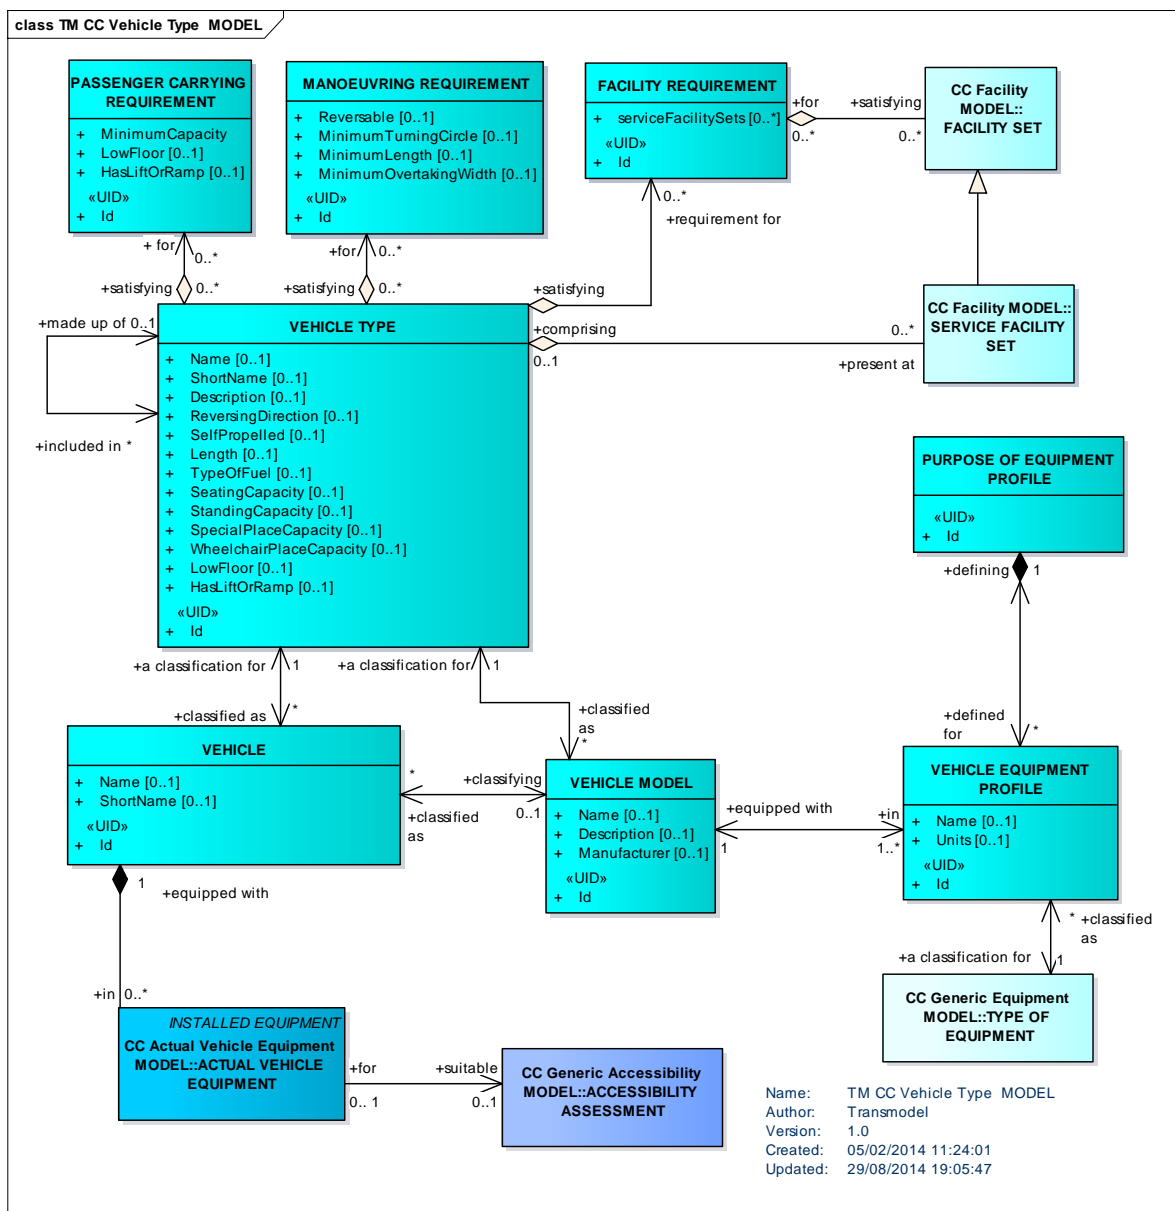 class TM CC Vehicle Type  MODEL
PASSENGER CARRYING
REQUIREMENT
+ MinimumCapacity
+ LowFloor [0..1]
+ HasLiftOrRamp [0..1]
«UID»
+ Id
MANOEUVRING REQUIREMENT
+ Reversable [0..1]
+ MinimumTurningCircle [0..1]
+ MinimumLength [0..1]
+ MinimumOvertakingWidth [0..1]
«UID»
+ Id
FACILITY REQUIREMENT
+ serviceFacilitySets [0..*]
«UID»
+ Id
+for
0..*
+satisfying
0..*
CC Facility
MODEL::
FACILITY SET
+ for
0..*
+satisfying
0..*
+for
0..*
+satisfying
0..*
0..*
+requirement for
+satisfying
+comprising
0..1
0..*
+present at
CC Facility MODEL::
SERVICE FACILITY
SET
+made up of 0..1
+included in *
VEHICLE TYPE
+ Name [0..1]
+ ShortName [0..1]
+ Description [0..1]
+ ReversingDirection [0..1]
+ SelfPropelled [0..1]
+ Length [0..1]
+ TypeOfFuel [0..1]
+ SeatingCapacity [0..1]
+ StandingCapacity [0..1]
+ SpecialPlaceCapacity [0..1]
+ WheelchairPlaceCapacity [0..1]
+ LowFloor [0..1]
+ HasLiftOrRamp [0..1]
«UID»
+ Id
PURPOSE OF EQUIPMENT
PROFILE
«UID»
+ Id
+defining
1
+defined
for
*
+a classification for
1
+classified as
*
+a classification for
1
+classified
as
*
VEHICLE
+ Name [0..1]
+ ShortName [0..1]
«UID»
+ Id
*
+classified
as
+classifying
0..1
VEHICLE MODEL
+ Name [0..1]
+ Description [0..1]
+ Manufacturer [0..1]
«UID»
+ Id
+equipped with
1
+in
1..*
VEHICLE EQUIPMENT
PROFILE
+ Name [0..1]
+ Units [0..1]
«UID»
+ Id
*
+classified
as
+a classification for
1
CC Generic Equipment
MODEL::TYPE OF
EQUIPMENT
1
+equipped with
+in
0..*
INSTALLED EQUIPMENT
CC Actual Vehicle Equipment
MODEL::ACTUAL VEHICLE
EQUIPMENT
+for
0.. 1
+suitable
0..1
CC Generic Accessibility
MODEL::ACCESSIBILITY
ASSESSMENT
Name: TM CC Vehicle Type  MODEL
Author: Transmodel
Version: 1.0
Created: 05/02/2014 11:24:01
Updated: 29/08/2014 19:05:47